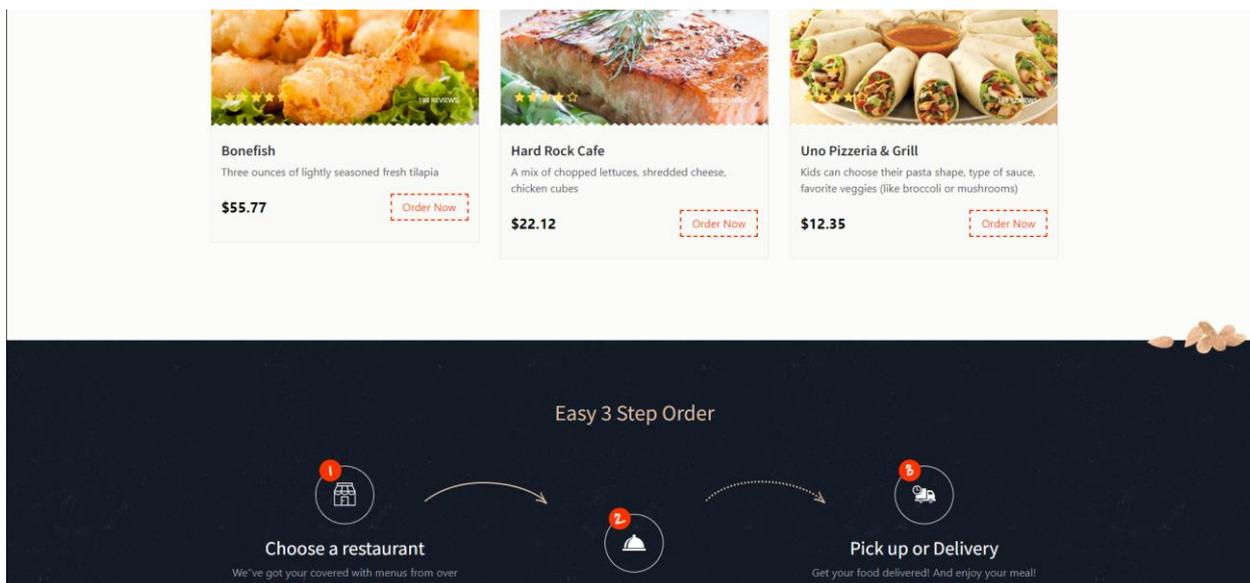 198 REVIEWS
Bonefish
Three ounces of lightly seasoned fresh tilapia
$55.77
Order Now
Hard Rock Cafe
A mix of chopped lettuces, shredded cheese,
chicken cubes
$22.12
Order Now
Uno Pizzeria & Grill
Kids can choose their pasta shape, type of sauce,
favorite veggies (like broccoli or mushrooms)
$12.35
Order Now
Easy 3 Step Order
1
Choose a restaurant
We"ve got your covered with menus from over
2
3
Pick up or Delivery
Get your food delivered! And enjoy your meal!